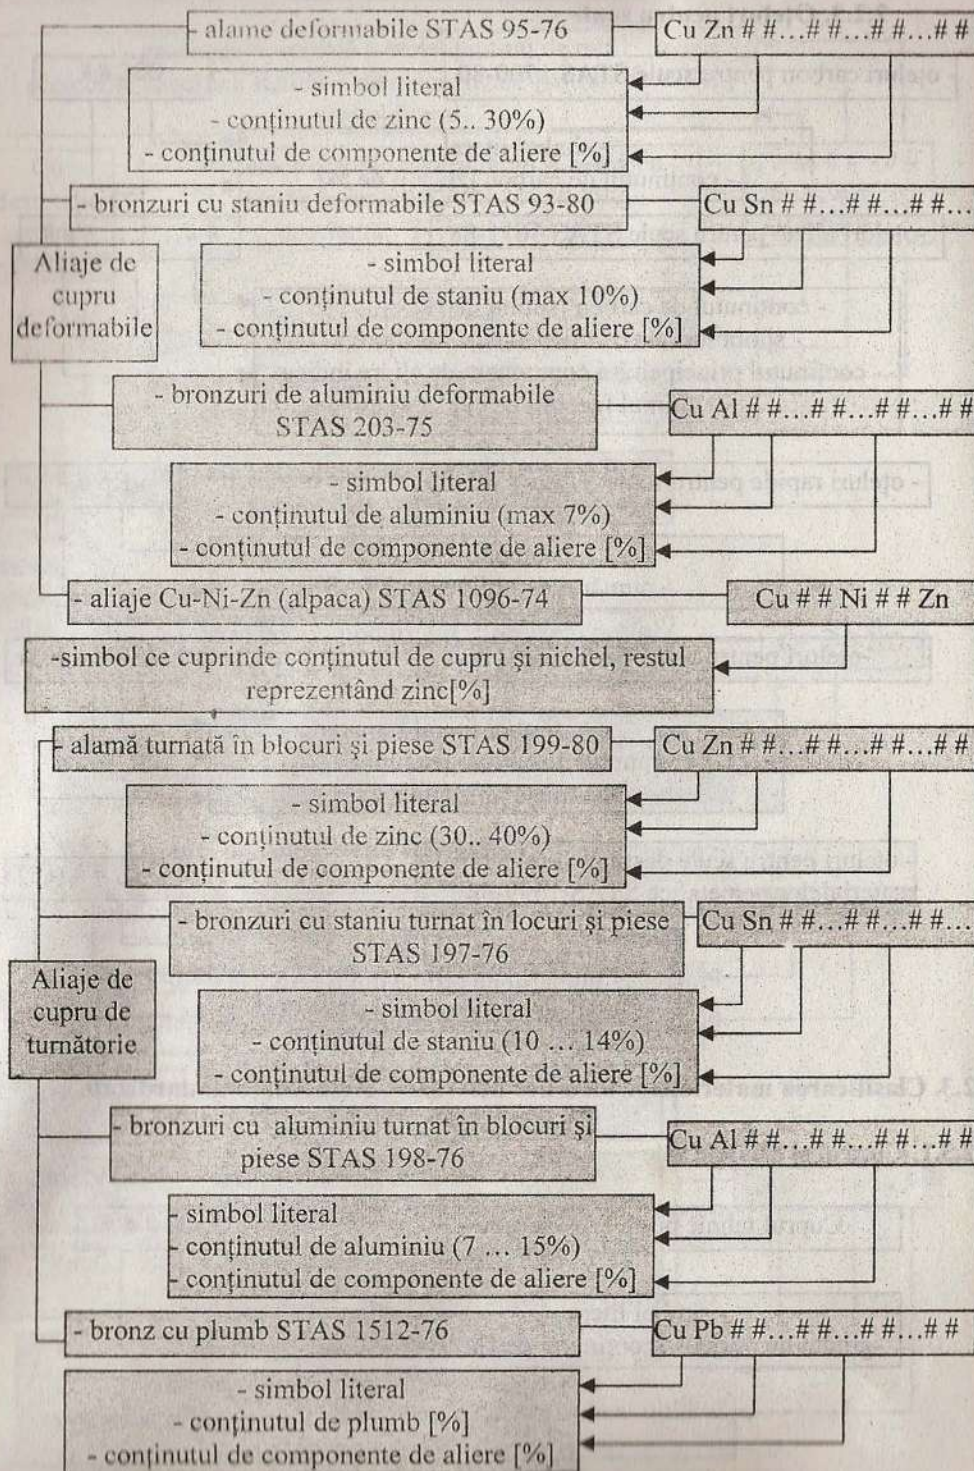 - alame deformabile STAS 95-76
Cu Zn # #...# #...# #...# #
- simbol literal
- conținutul de zinc (5.. 30%)
- conținutul de componente de aliere [%]
- bronzuri cu staniu deformabile STAS 93-80
Cu Sn # #...# #...# #...
Aliaje de
cupru
deformabile
- simbol literal
- conținutul de staniu (max 10%)
- conținutul de componente de aliere [%]
- bronzuri de aluminiu deformabile
STAS 203-75
Cu Al # #...# #...# #...# #
- simbol literal
- conținutul de aluminiu (max 7%)
- conținutul de componente de aliere [%]
- aliaje Cu-Ni-Zn (alpaca) STAS 1096-74
Cu # # Ni # # Zn
-simbol ce cuprinde conținutul de cupru și nichel, restul
reprezentând zinc[%]
- alamă turnată în blocuri și piese STAS 199-80
Cu Zn # #...# #...# #...# #
- simbol literal
- conținutul de zinc (30.. 40%)
- conținutul de componente de aliere [%]
- bronzuri cu staniu turnat în locuri și piese
STAS 197-76
Cu Sn # #...# #...# #...
Aliaje de
cupru de
turnătorie
- simbol literal
- conținutul de staniu (10 ... 14%)
- conținutul de componente de aliere [%]
- bronzuri cu aluminiu turnat în blocuri și
piese STAS 198-76
Cu Al # #...# #...# #...# #
- simbol literal
- conținutul de aluminiu (7 ... 15%)
- conținutul de componente de aliere [%]
- bronz cu plumb STAS 1512-76
Cu Pb # #...# #...# #...# #
- simbol literal
- conținutul de plumb [%]
- conținutul de componente de aliere [%]